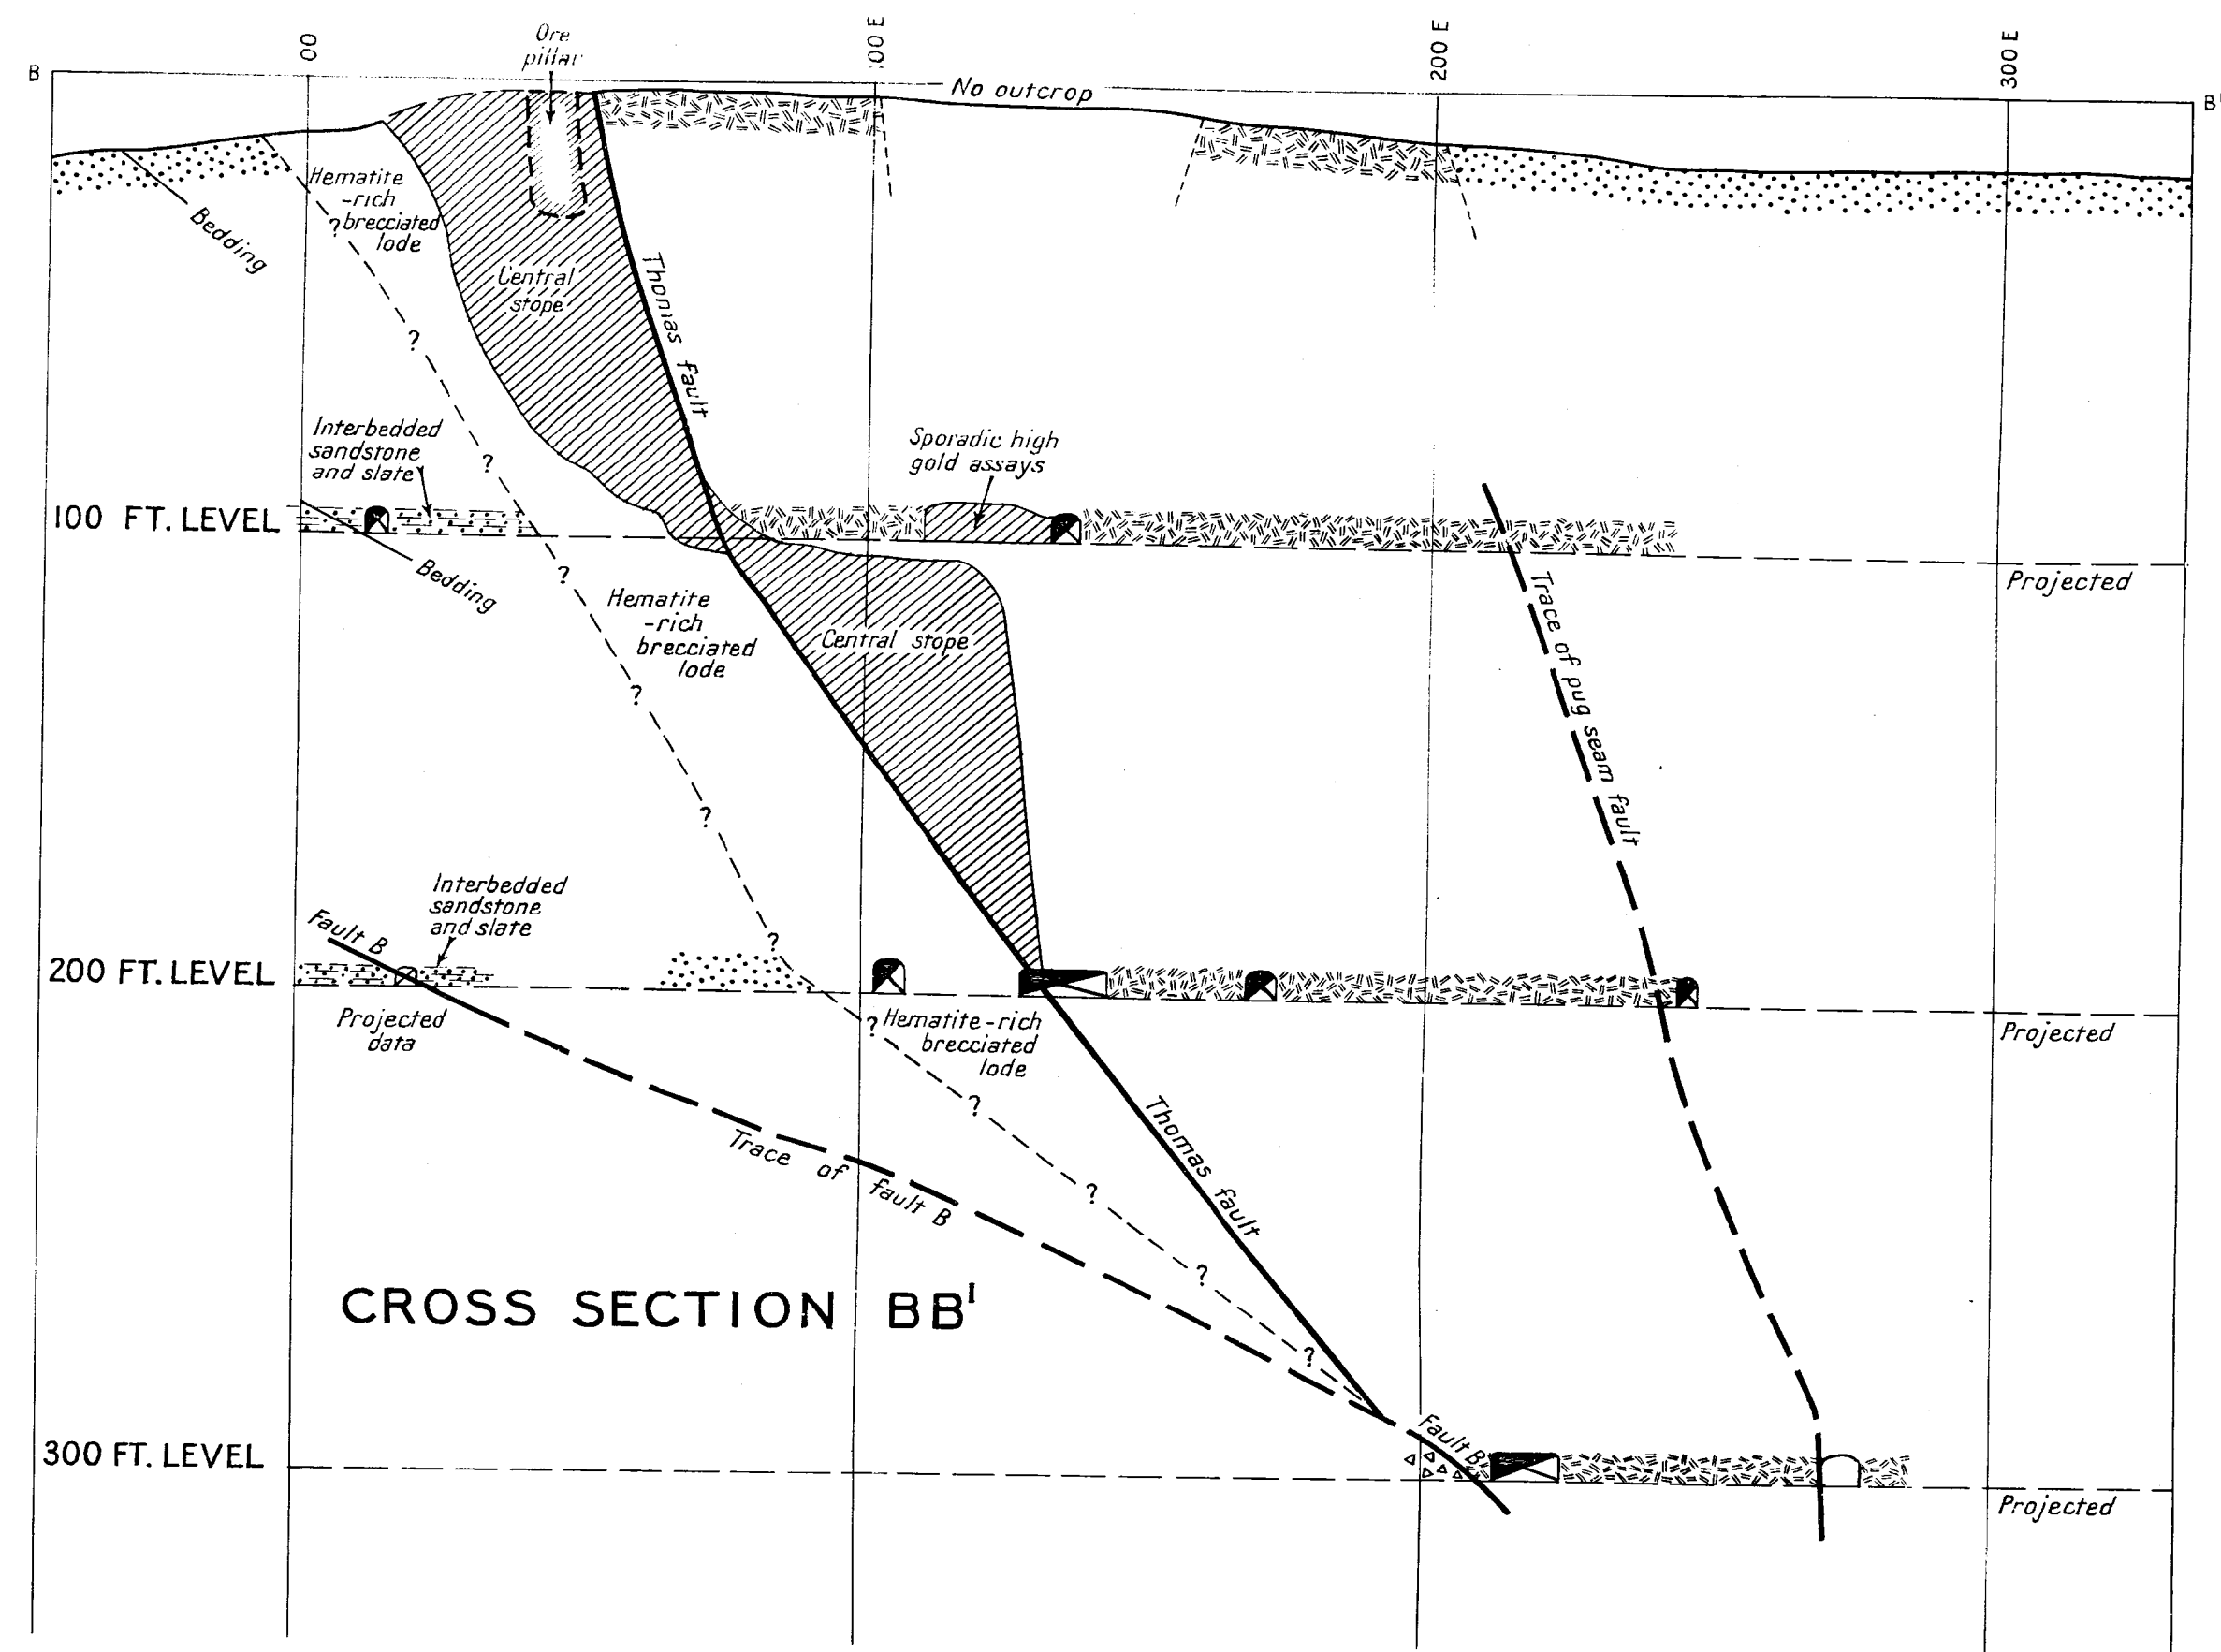 Ore
pillar
00
00 E
200 E
300 E
B
B'
No outcrop
Hematite
-rich
? brecciated
lode
Bedding
Central
stope
Thomas fault
?
?
Interbedded
sandstone
and slate
Sporadic high
gold assays
100 FT. LEVEL
Bedding
?
Projected
Hematite
-rich
brecciated
lode
Central stope
Trace of pug seam fault
?
?
Interbedded
sandstone
and slate
Fault B
?
200 FT. LEVEL
Projected
data
? Hematite-rich
brecciated
lode
Projected
?
Thomas fault
Trace of fault B
?
?
CROSS SECTION BB'
?
Fault B
300 FT. LEVEL
Projected